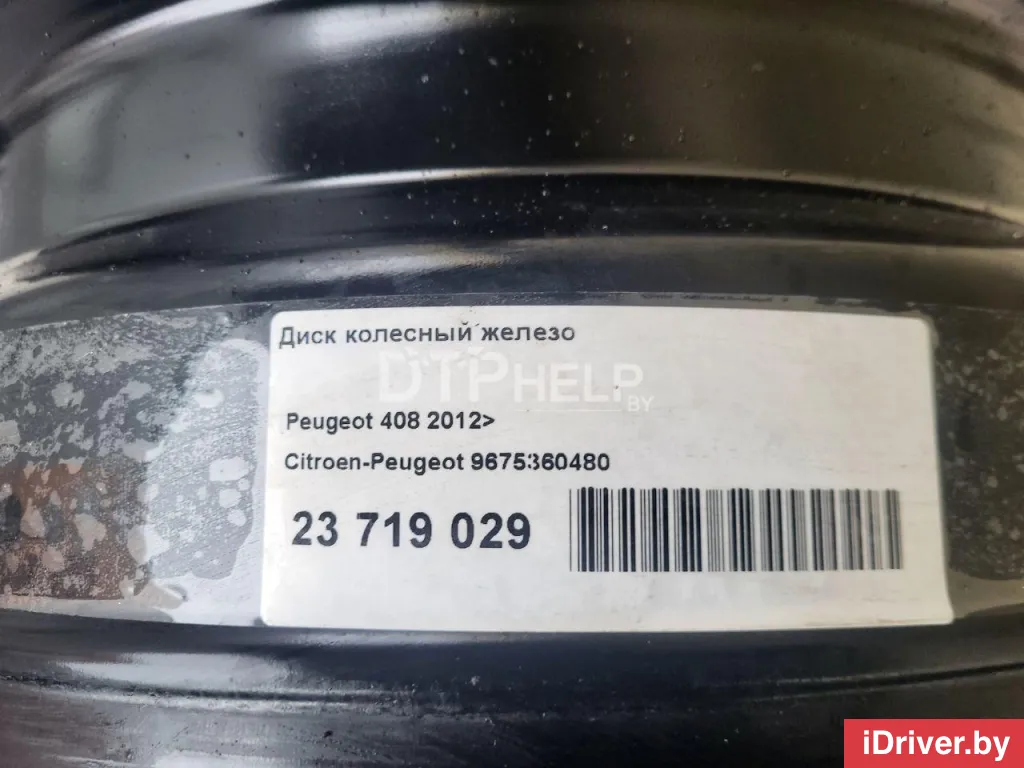 Диск колесный железо
DTPHELP.BY
Peugeot 408 2012>
Citroen-Peugeot 9675360480
23 719 029
iDriver.by